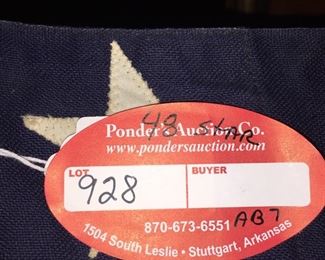 48 STAR
Ponder's Auction Co.
www.pondersauction.com
LOT BUYER
928
870-673-6551 AB7
1504 South Leslie • Stuttgart, Arkansas